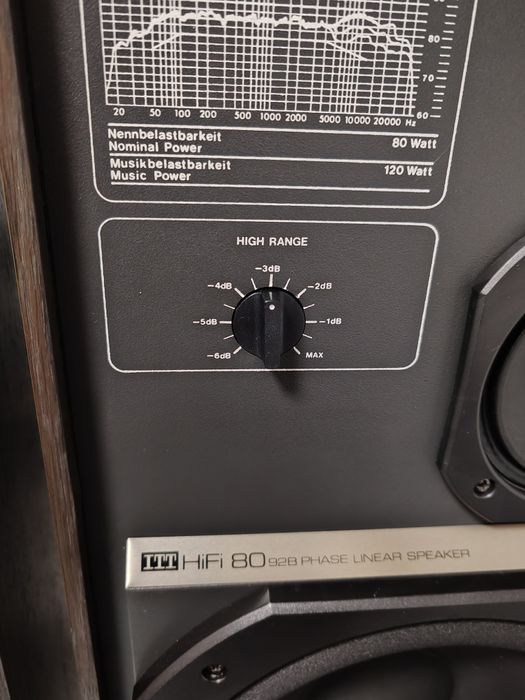 80
70
60
20 50 100 200 500 1000 2000 5000 10000 20000 Hz
Nennbelastbarkeit
Nominal Power 80 Watt
Musikbelastbarkeit
Music Power 120 Watt
HIGH RANGE
-3dB
-4dB -2dB
-5dB -1dB
-6dB MAX
ITT HiFi 80 92B PHASE LINEAR SPEAKER